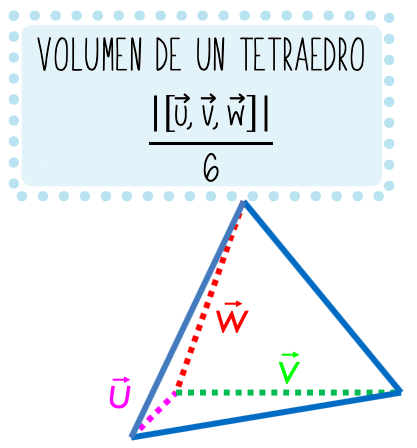 VOLUMEN DE UN TETRAEDRO
|[u⃗, v⃗, w⃗]|
6
w⃗
v⃗
u⃗